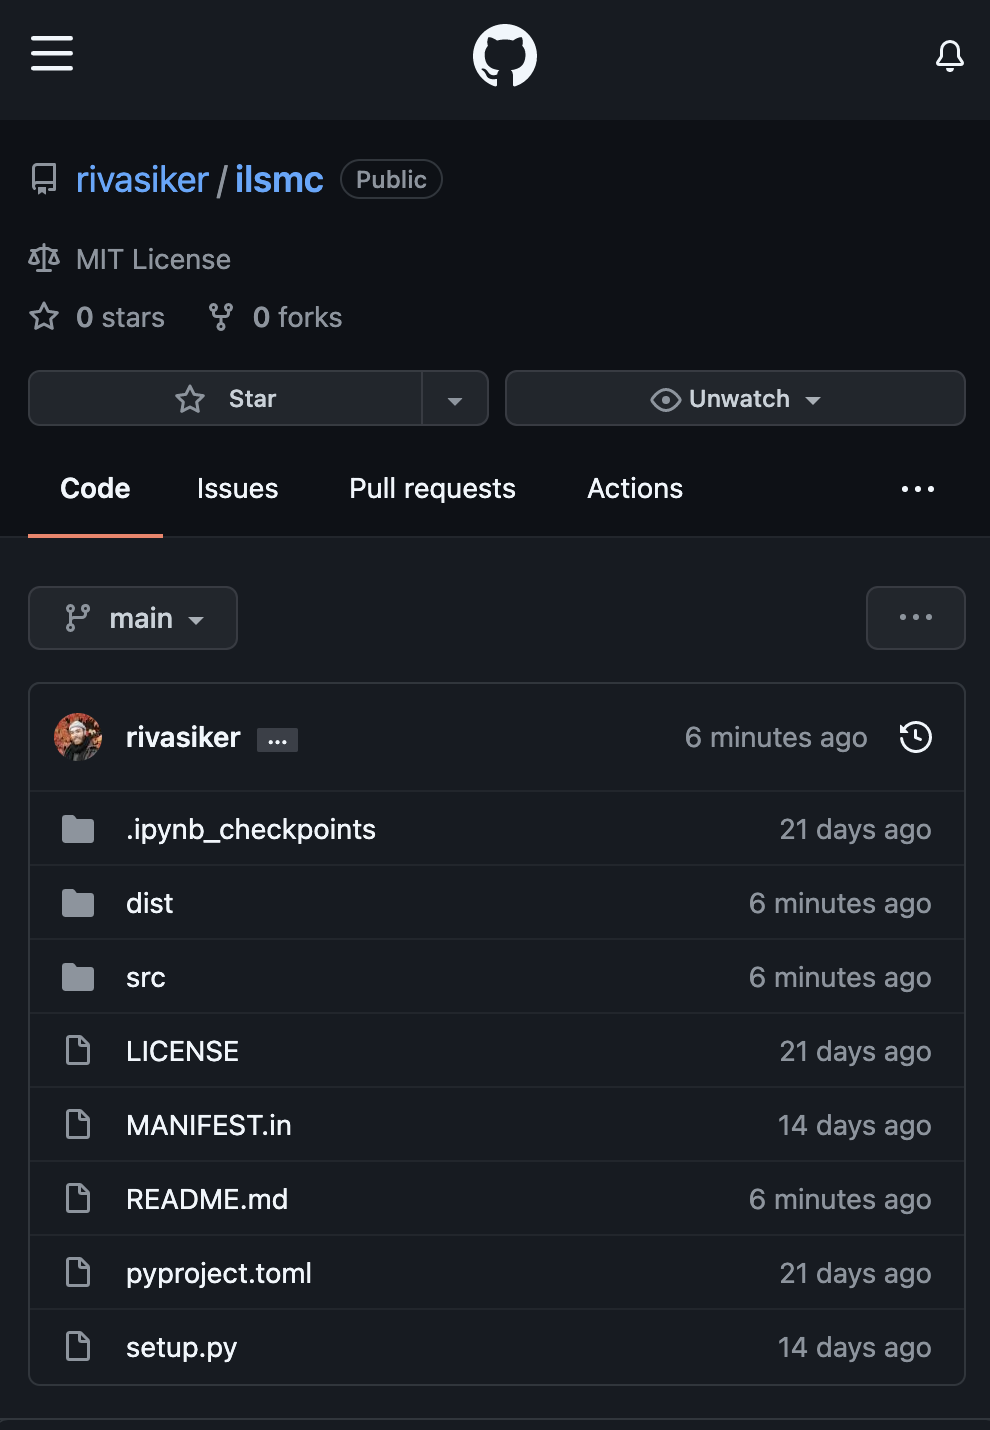 rivasiker / ilsmc Public
MIT License
0 stars 0 forks
Star Unwatch
Code Issues Pull requests Actions ...
main ...
rivasiker ... 6 minutes ago
.ipynb_checkpoints 21 days ago
dist 6 minutes ago
src 6 minutes ago
LICENSE 21 days ago
MANIFEST.in 14 days ago
README.md 6 minutes ago
pyproject.toml 21 days ago
setup.py 14 days ago